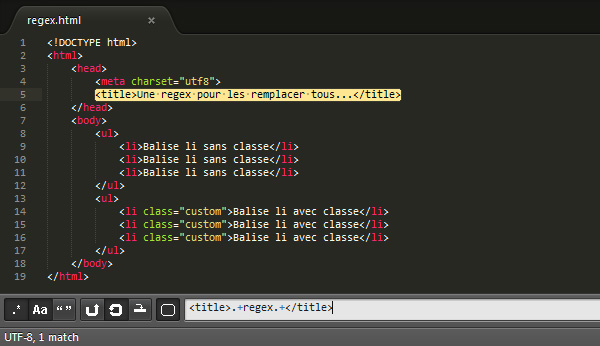 regex.html ×
1 <!DOCTYPE html>
2 <html>
3 <head>
4 <meta charset="utf8">
5 <title>Une·regex·pour·les·remplacer·tous...</title>
6 </head>
7 <body>
8 <ul>
9 <li>Balise li sans classe</li>
10 <li>Balise li sans classe</li>
11 <li>Balise li sans classe</li>
12 </ul>
13 <ul>
14 <li class="custom">Balise li avec classe</li>
15 <li class="custom">Balise li avec classe</li>
16 <li class="custom">Balise li avec classe</li>
17 </ul>
18 </body>
19 </html>
.* Aa “” <title>.+regex.+</title>
UTF-8, 1 match